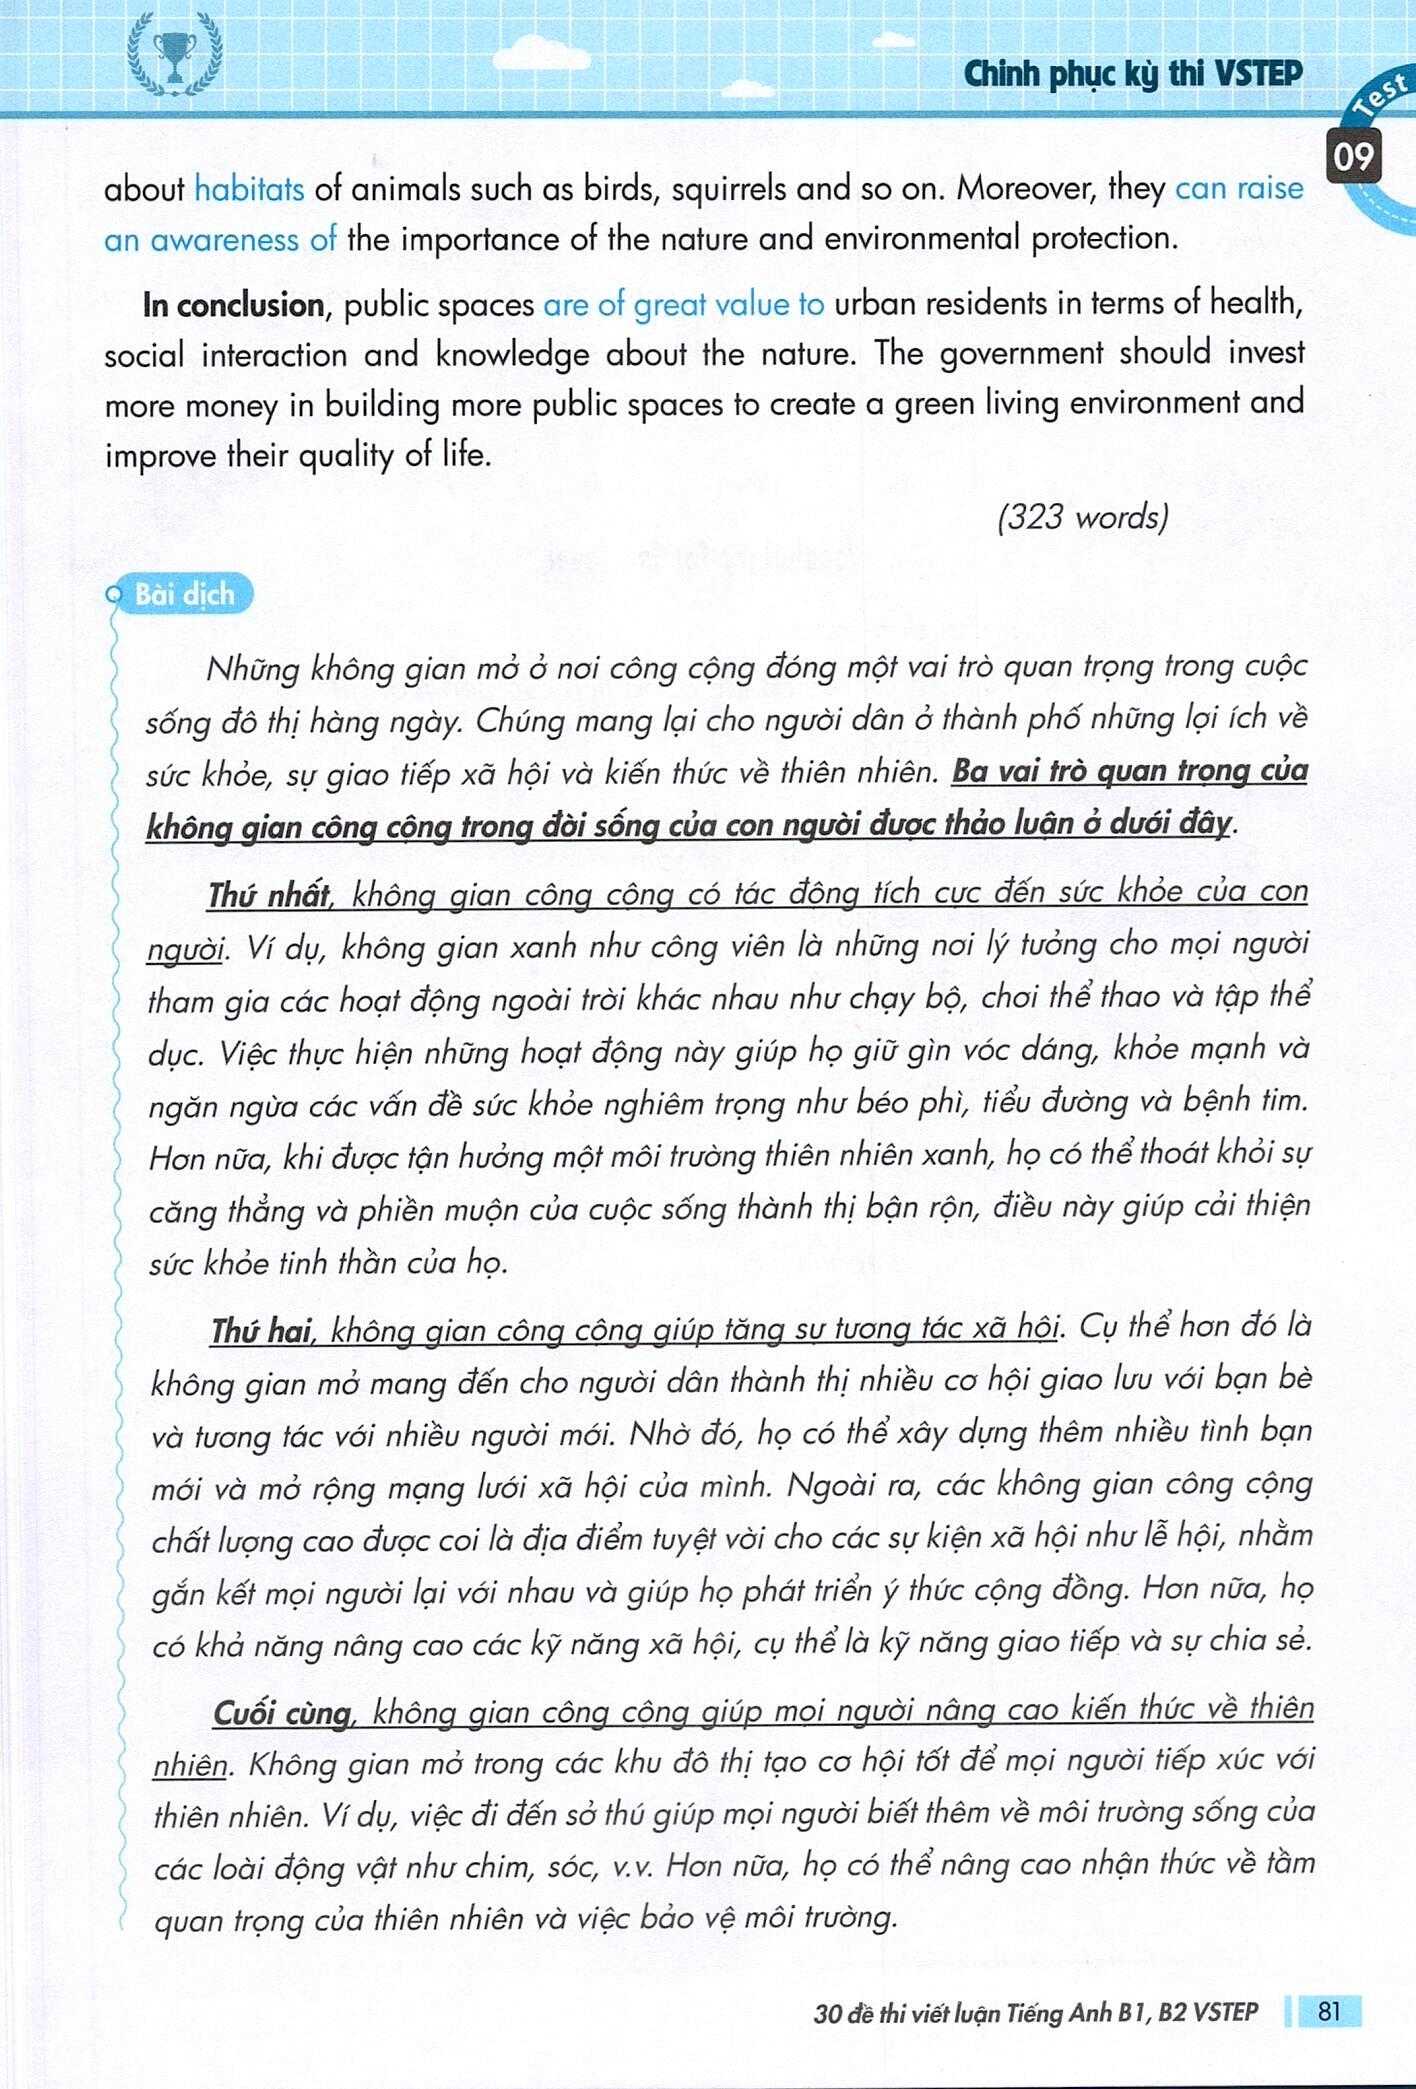 Chinh phục kỳ thi VSTEP
Test
09
about habitats of animals such as birds, squirrels and so on. Moreover, they can raise
an awareness of the importance of the nature and environmental protection.
In conclusion, public spaces are of great value to urban residents in terms of health,
social interaction and knowledge about the nature. The government should invest
more money in building more public spaces to create a green living environment and
improve their quality of life.
(323 words)
Bài dịch
Những không gian mở ở nơi công cộng đóng một vai trò quan trọng trong cuộc
sống đô thị hàng ngày. Chúng mang lại cho người dân ở thành phố những lợi ích về
sức khỏe, sự giao tiếp xã hội và kiến thức về thiên nhiên. Ba vai trò quan trọng của
không gian công cộng trong đời sống của con người được thảo luận ở dưới đây.
Thứ nhất, không gian công cộng có tác động tích cực đến sức khỏe của con
người. Ví dụ, không gian xanh như công viên là những nơi lý tưởng cho mọi người
tham gia các hoạt động ngoài trời khác nhau như chạy bộ, chơi thể thao và tập thể
dục. Việc thực hiện những hoạt động này giúp họ giữ gìn vóc dáng, khỏe mạnh và
ngăn ngừa các vấn đề sức khỏe nghiêm trọng như béo phì, tiểu đường và bệnh tim.
Hơn nữa, khi được tận hưởng một môi trường thiên nhiên xanh, họ có thể thoát khỏi sự
căng thẳng và phiền muộn của cuộc sống thành thị bận rộn, điều này giúp cải thiện
sức khỏe tinh thần của họ.
Thứ hai, không gian công cộng giúp tăng sự tương tác xã hội. Cụ thể hơn đó là
không gian mở mang đến cho người dân thành thị nhiều cơ hội giao lưu với bạn bè
và tương tác với nhiều người mới. Nhờ đó, họ có thể xây dựng thêm nhiều tình bạn
mới và mở rộng mạng lưới xã hội của mình. Ngoài ra, các không gian công cộng
chất lượng cao được coi là địa điểm tuyệt vời cho các sự kiện xã hội như lễ hội, nhằm
gắn kết mọi người lại với nhau và giúp họ phát triển ý thức cộng đồng. Hơn nữa, họ
có khả năng nâng cao các kỹ năng xã hội, cụ thể là kỹ năng giao tiếp và sự chia sẻ.
Cuối cùng, không gian công cộng giúp mọi người nâng cao kiến thức về thiên
nhiên. Không gian mở trong các khu đô thị tạo cơ hội tốt để mọi người tiếp xúc với
thiên nhiên. Ví dụ, việc đi đến sở thú giúp mọi người biết thêm về môi trường sống của
các loài động vật như chim, sóc, v.v. Hơn nữa, họ có thể nâng cao nhận thức về tầm
quan trọng của thiên nhiên và việc bảo vệ môi trường.
30 đề thi viết luận Tiếng Anh B1, B2 VSTEP
81